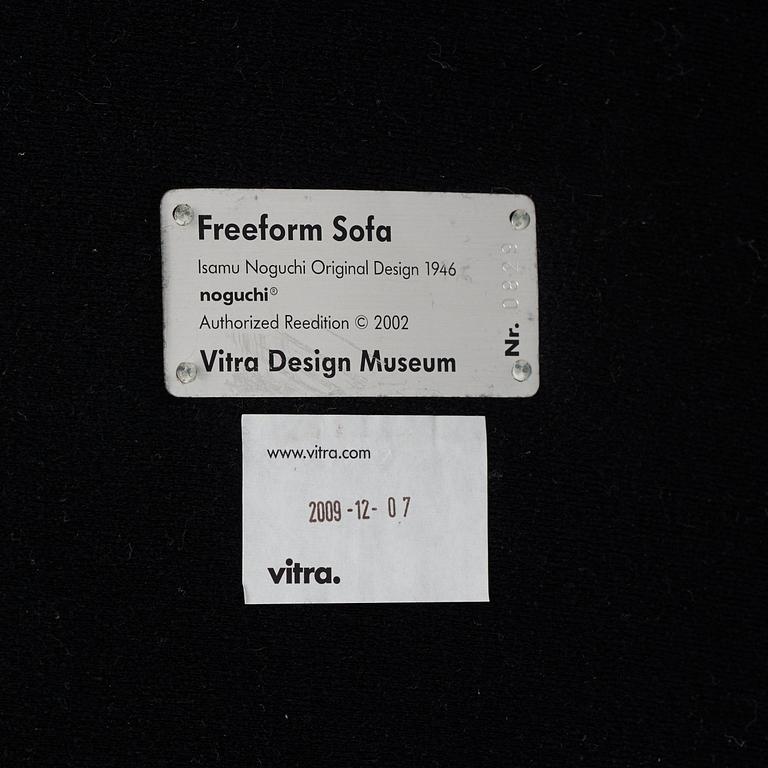 Freeform Sofa
Isamu Noguchi Original Design 1946
noguchi®
Authorized Reedition © 2002
Vitra Design Museum
Nr. 0829
www.vitra.com
2009-12- 07
vitra.